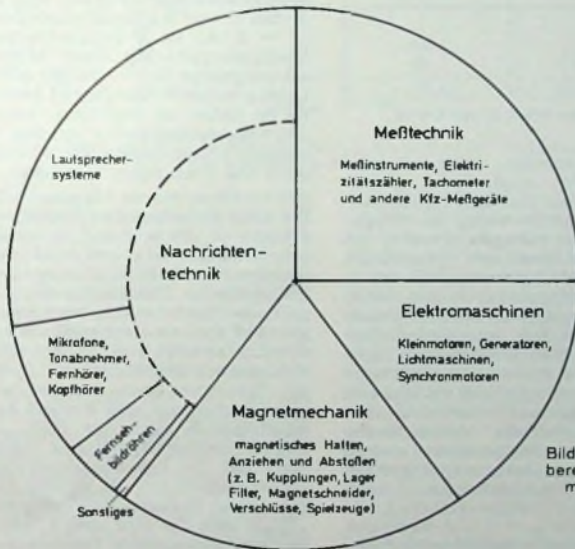 Meßtechnik
Meßinstrumente, Elektri-
zitätszähler, Tachometer
und andere Kfz-Meßgeräte
Lautsprecher-
systeme
Nachrichten-
technik
Elektromaschinen
Kleinmotoren, Generatoren,
Lichtmaschinen,
Synchronmotoren
Mikrofone,
Tonabnehmer,
Fernhörer,
Kopfhörer
Fernseh-
bildröhren
Sonstiges
Magnetmechanik
magnetisches Halten,
Anziehen und Abstoßen
(z. B. Kupplungen, Lager
Filter, Magnetschneider,
Verschlüsse, Spielzeuge)
Bild
bere
m